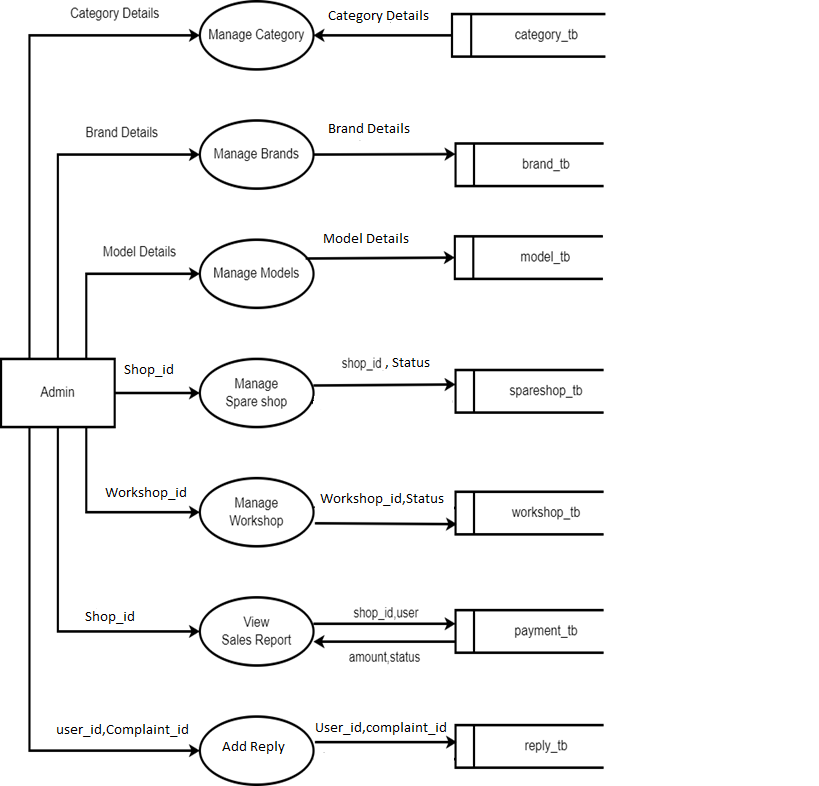 Category Details
Category Details
Manage Category
category_tb
Brand Details
Brand Details
Manage Brands
brand_tb
Model Details
Model Details
Manage Models
model_tb
Shop_id
shop_id , Status
Admin
Manage
Spare shop
spareshop_tb
Workshop_id
Workshop_id,Status
Manage
Workshop
workshop_tb
Shop_id
shop_id,user
View
Sales Report
payment_tb
amount,status
user_id,Complaint_id
User_id,complaint_id
Add Reply
reply_tb